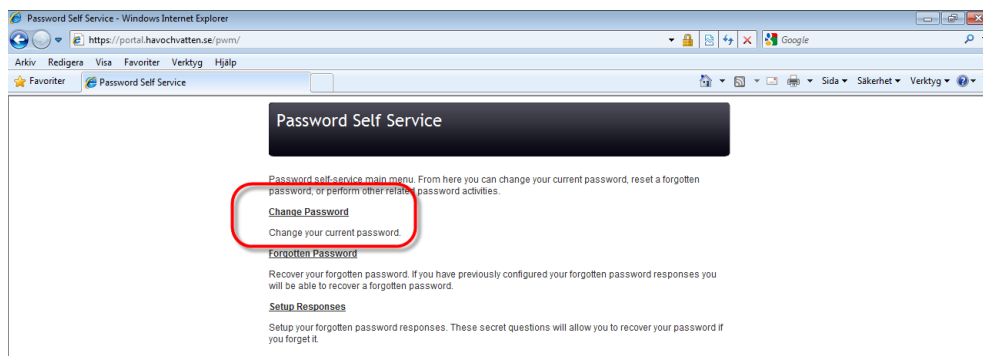 Password Self Service - Windows Internet Explorer
https://portal.havochvatten.se/pwm/
Google
Arkiv Redigera Visa Favoriter Verktyg Hjälp
Favoriter
Password Self Service
Sida Säkerhet Verktyg
Password Self Service
Password self-service main menu. From here you can change your current password, reset a forgotten
password, or perform other related password activities.
Change Password
Change your current password.
Forgotten Password
Recover your forgotten password. If you have previously configured your forgotten password responses you
will be able to recover a forgotten password.
Setup Responses
Setup your forgotten password responses. These secret questions will allow you to recover your password if
you forget it.